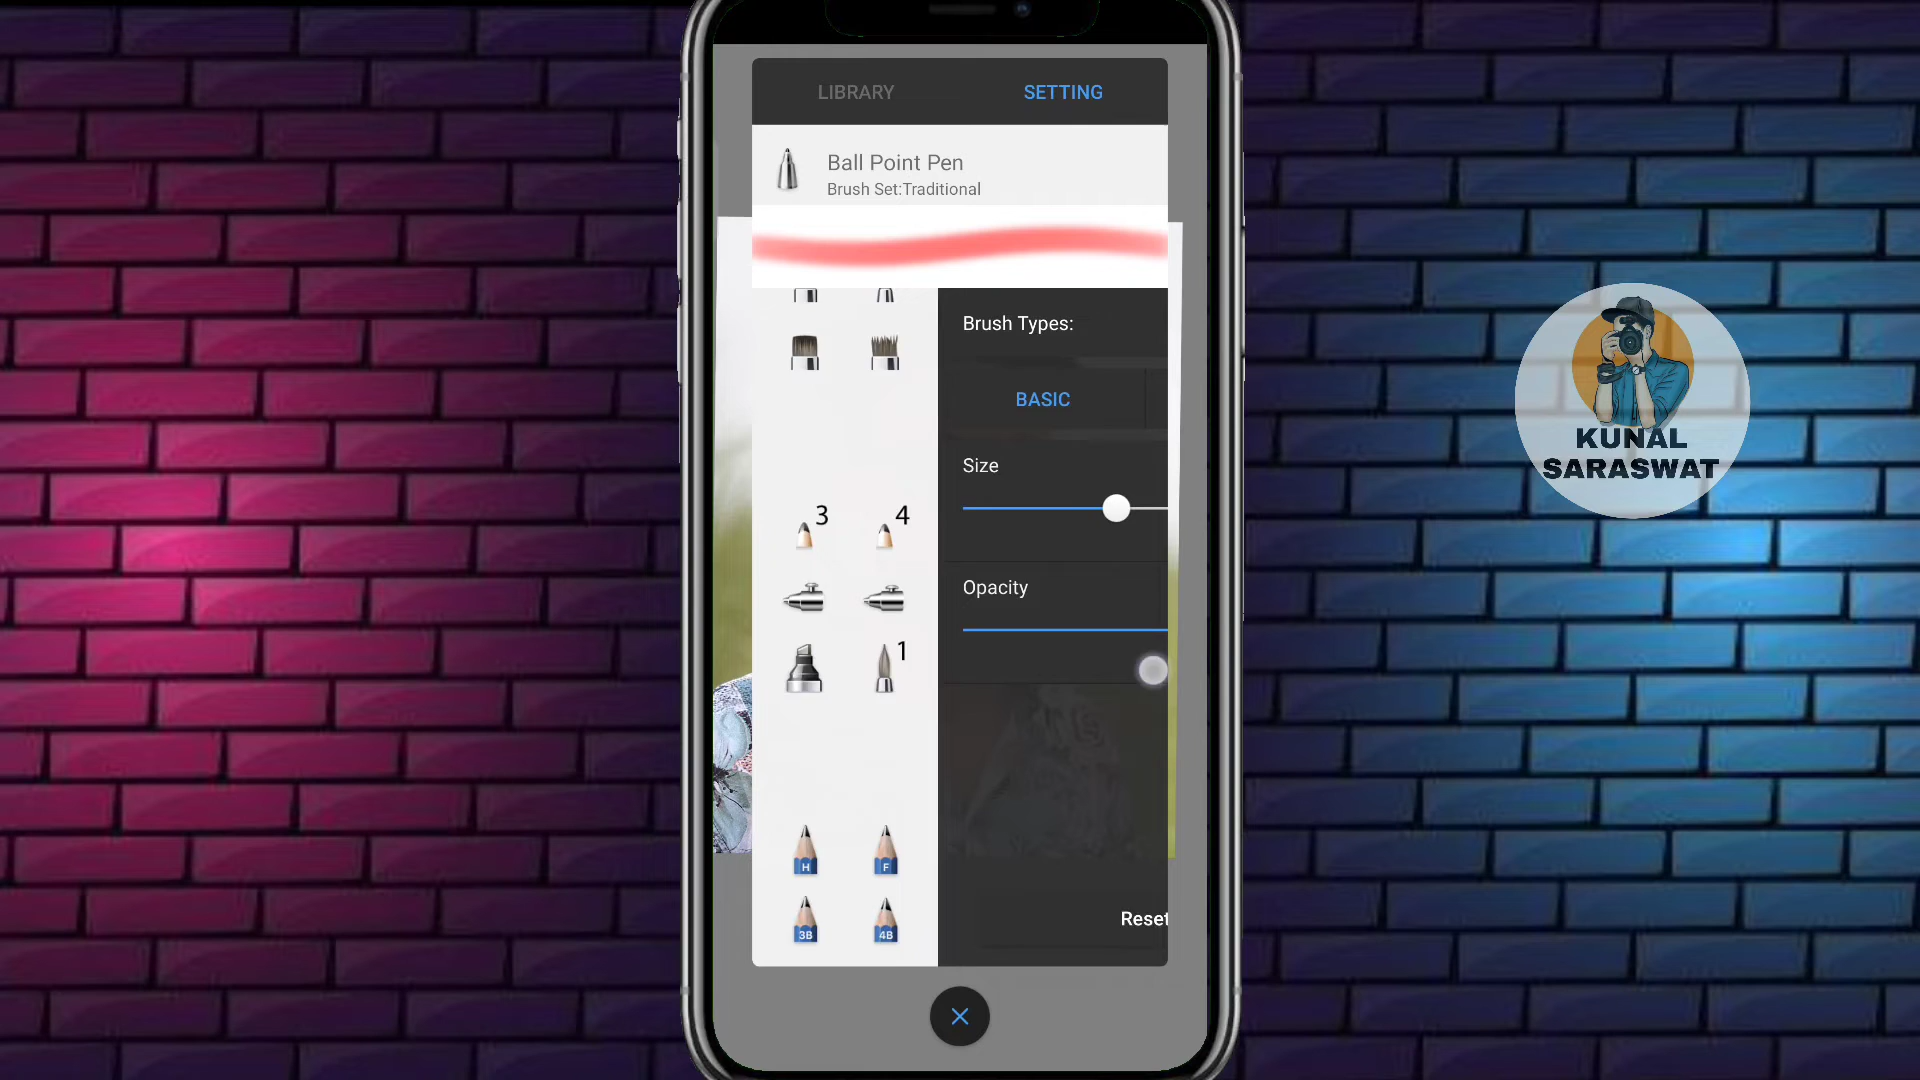 LIBRARY
SETTING
Ball Point Pen
Brush Set:Traditional
Brush Types:
BASIC
Size
Opacity
3
4
1
H
F
3B
4B
Reset
KUNAL
SARASWAT